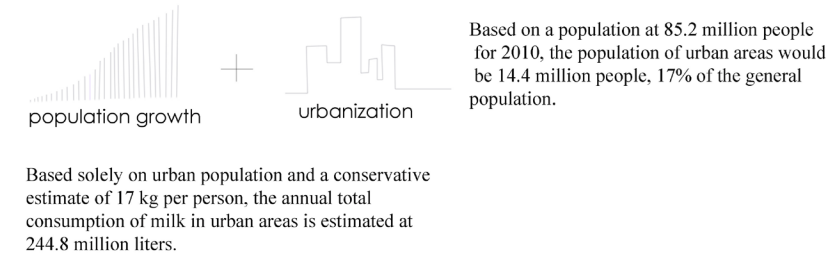 population growth
+
urbanization
Based on a population at 85.2 million people
for 2010, the population of urban areas would
be 14.4 million people, 17% of the general
population.
Based solely on urban population and a conservative
estimate of 17 kg per person, the annual total
consumption of milk in urban areas is estimated at
244.8 million liters.